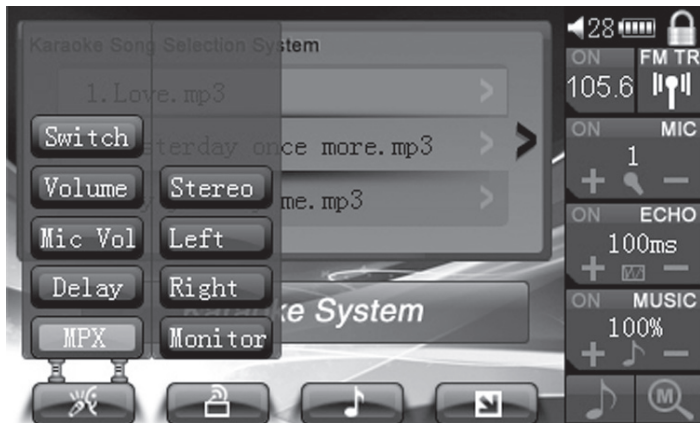 Karaoke Song Selection System
1.Love.mp3
once more.mp3
me.mp3
Karaoke System
Switch
Volume
Mic Vol
Delay
MPX
Stereo
Left
Right
Monitor
28
ON FM TR
105.6
ON MIC
1
+ −
ON ECHO
100ms
+ −
ON MUSIC
100%
+ −
M